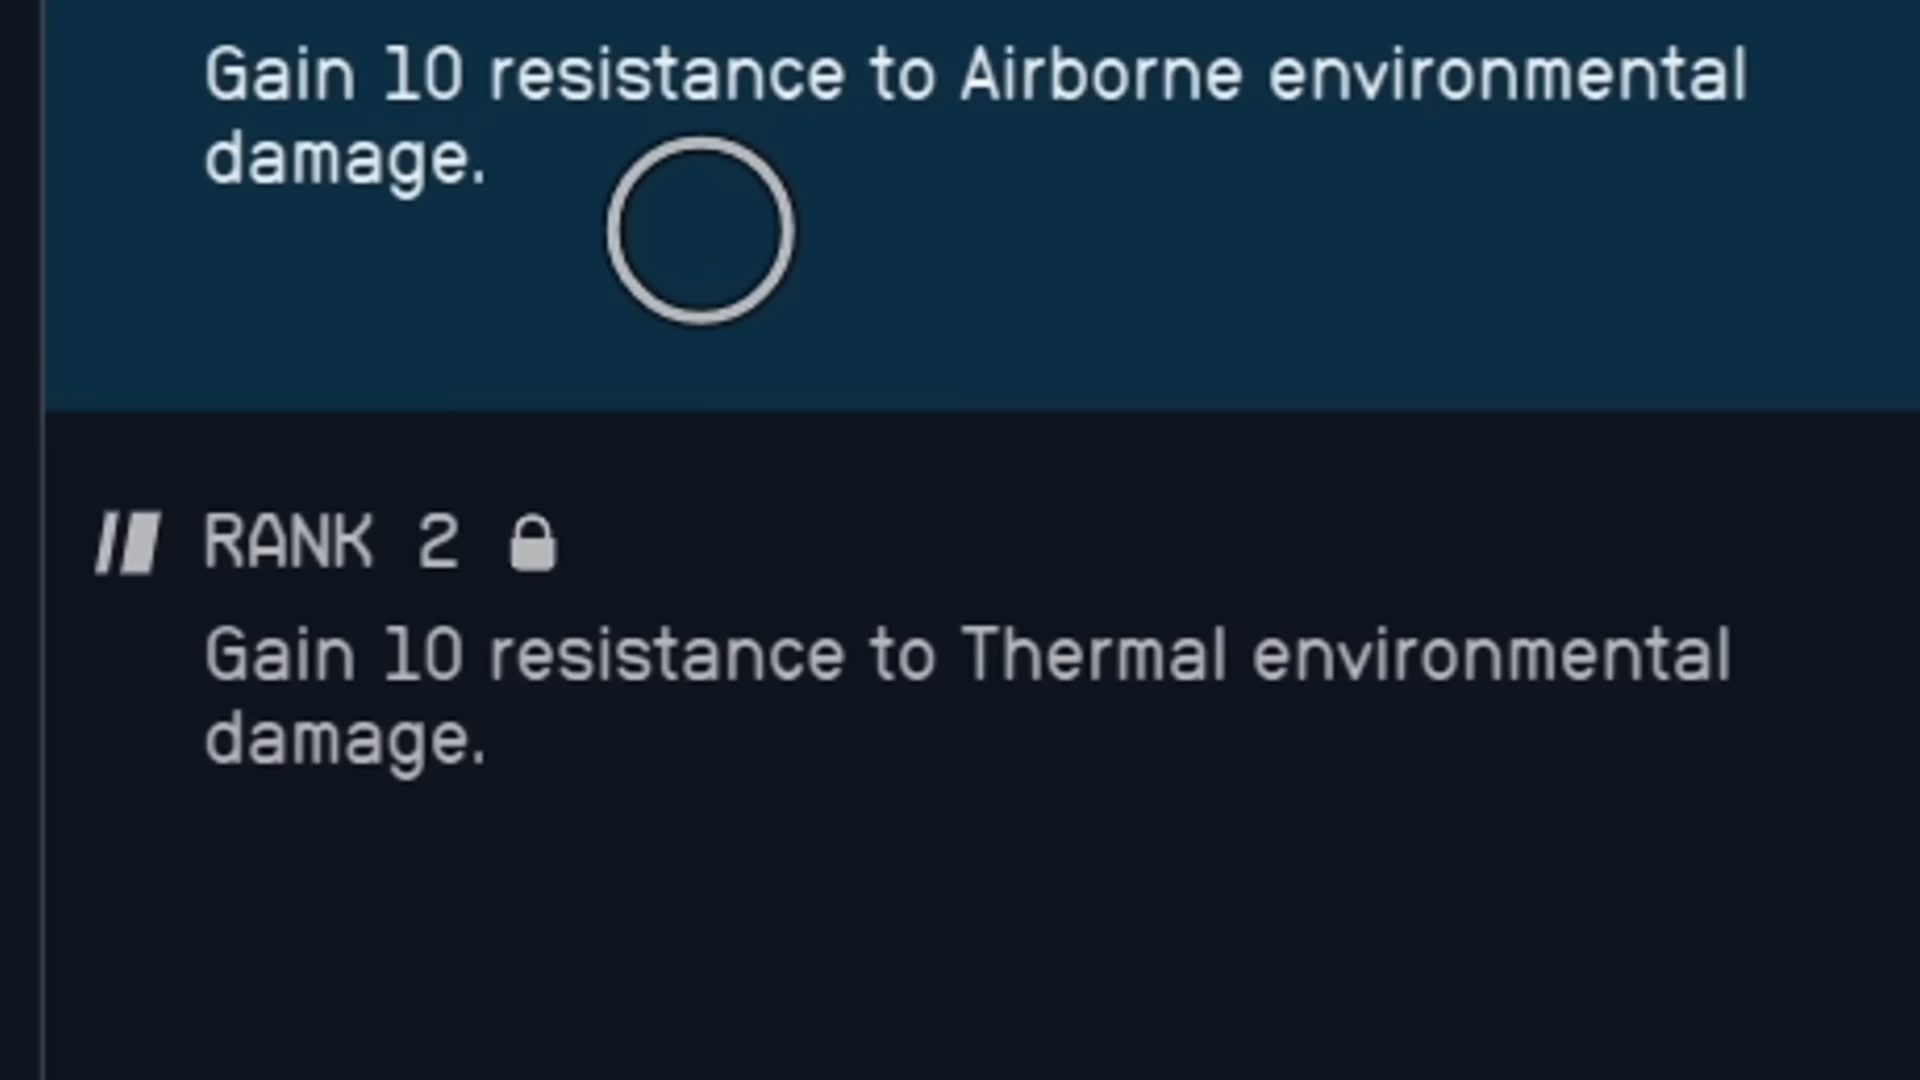 Gain 10 resistance to Airborne environmental
damage.
RANK 2
Gain 10 resistance to Thermal environmental
damage.